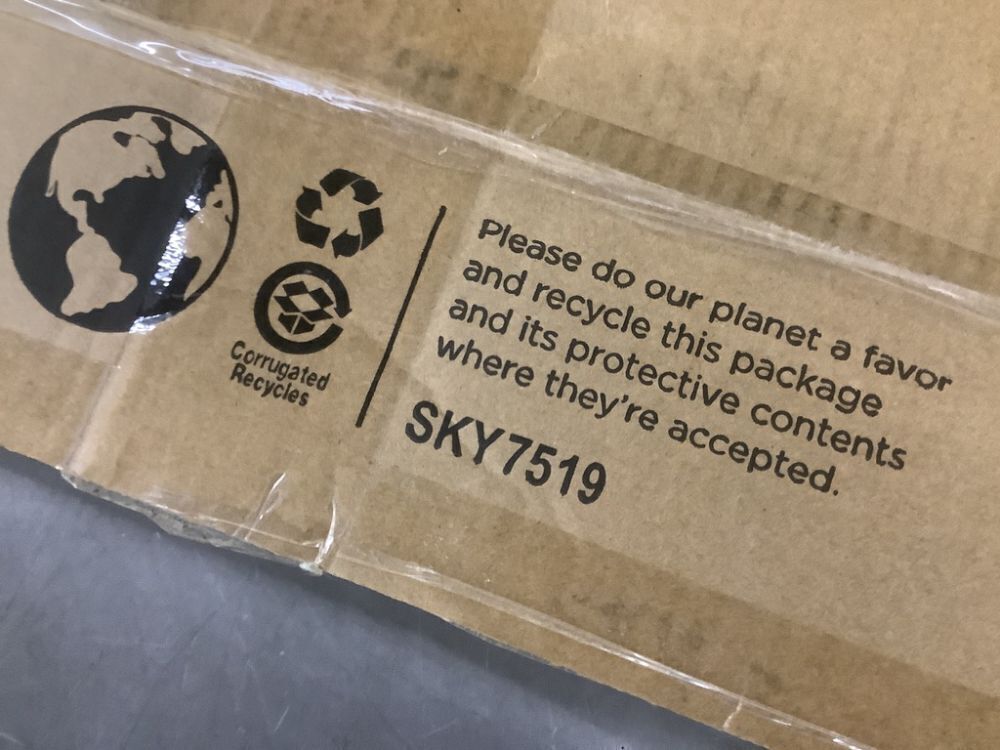 Corrugated
Recycles
Please do our planet a favor
and recycle this package
and its protective contents
where they're accepted.
SKY7519